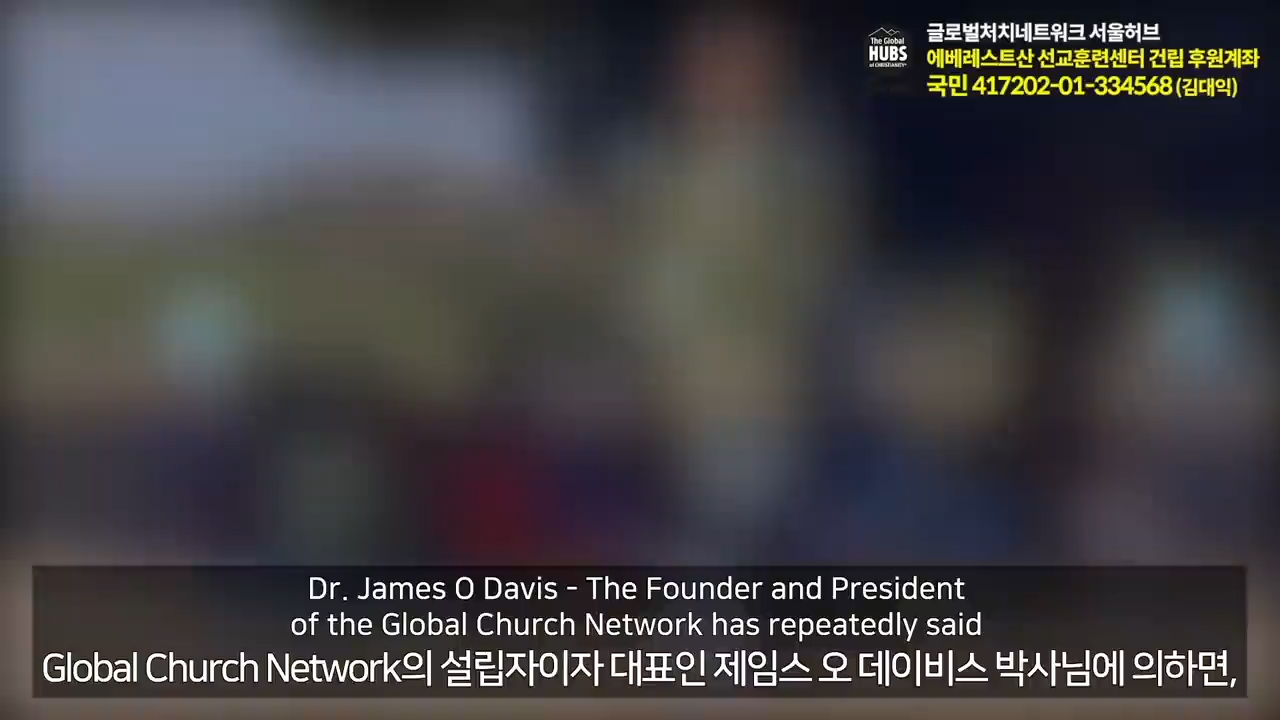 The Global
HUBS
of CHRISTIANITY
글로벌처치네트워크 서울허브
에베레스트산 선교훈련센터 건립 후원계좌
국민 417202-01-334568 (김대익)
Dr. James O Davis - The Founder and President
of the Global Church Network has repeatedly said
Global Church Network의 설립자이자 대표인 제임스 오 데이비스 박사님에 의하면,